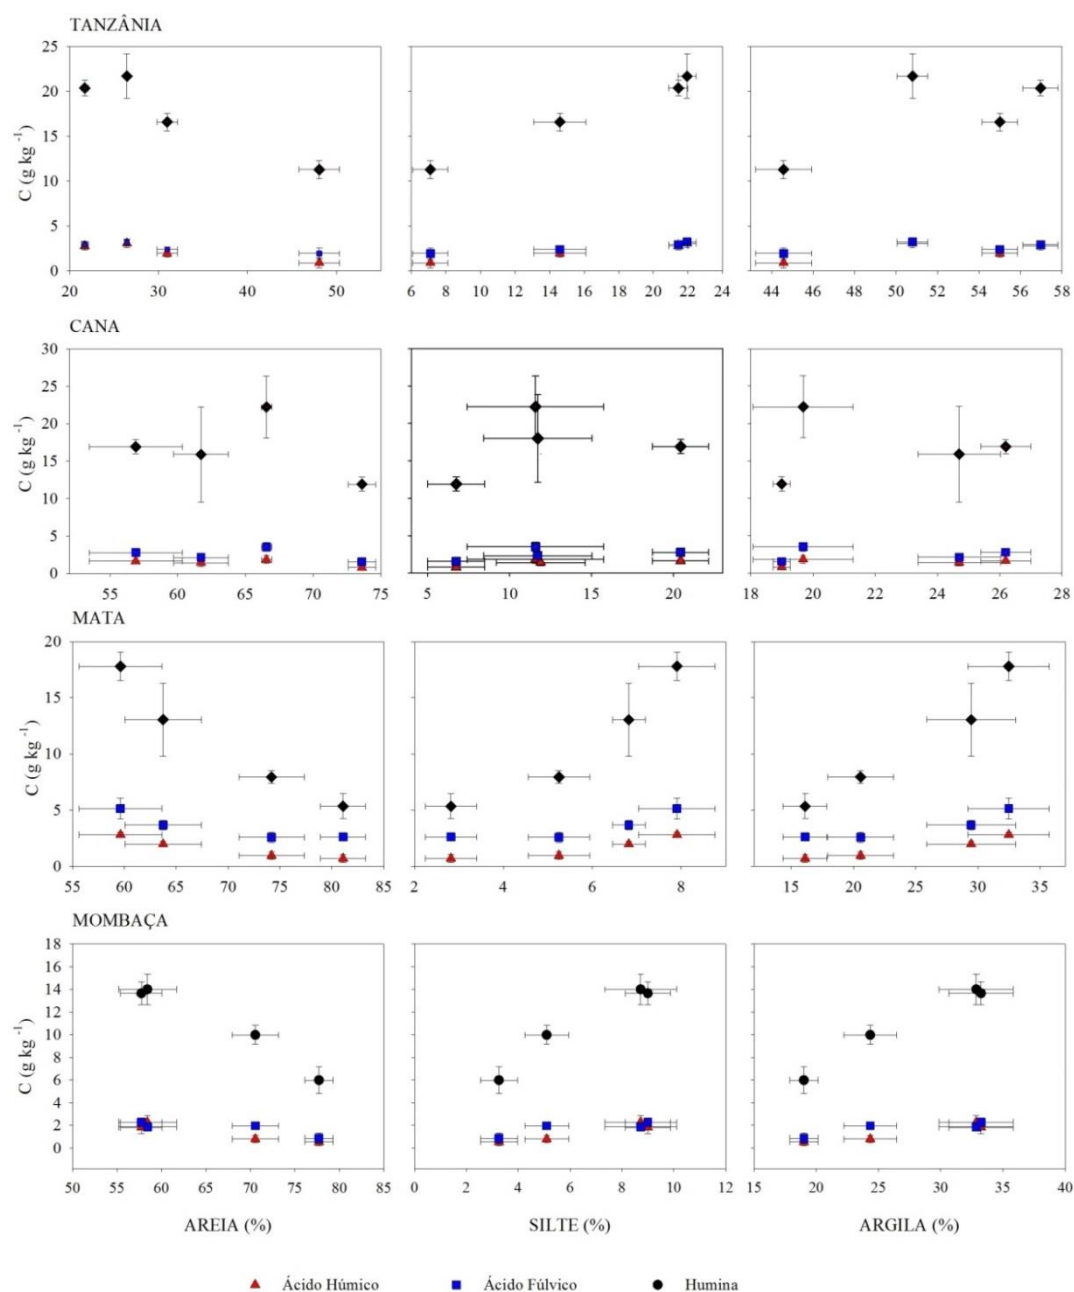 TANZÂNIA
25
20
15
10
5
0
C (g kg -1)
20 30 40 50
4 6 8 10 12 14 16 18 20 22 24
44 46 48 50 52 54 56 58
CANA
30
25
20
15
10
5
0
C (g kg -1)
55 60 65 70 75
5 10 15 20
18 20 22 24 26 28
MATA
20
15
10
5
0
C (g kg -1)
55 60 65 70 75 80 85
2 4 6 8
15 20 25 30 35
MOMBAÇA
18
16
14
12
10
8
6
4
2
0
C (g kg -1)
50 55 60 65 70 75 80 85
0 2 4 6 8 10 12
15 20 25 30 35 40
AREIA (%) SILTE (%) ARGILA (%)
Ácido Húmico Ácido Fúlvico Humina